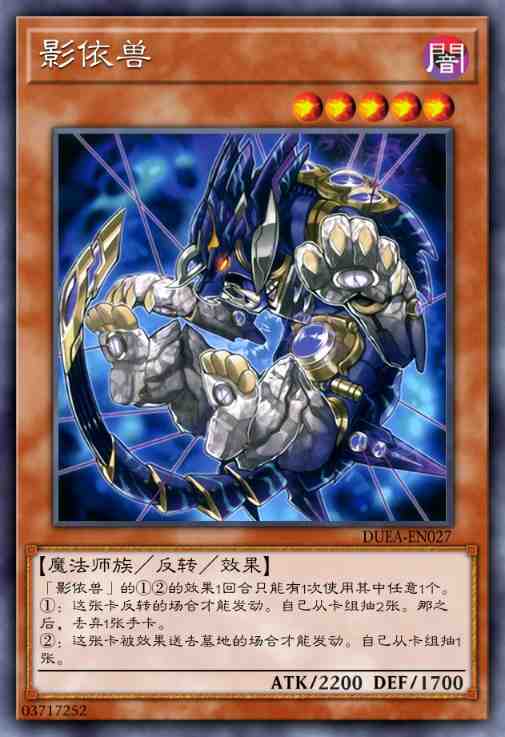 影依兽
闇
DUEA-EN027
【魔法师族／反转／效果】
「影依兽」的①②的效果1回合只能有1次使用其中任意1个。
①：这张卡反转的场合才能发动。自己从卡组抽2张。那之
后，丢弃1张手卡。
②：这张卡被效果送去墓地的场合才能发动。自己从卡组抽1
张。
ATK/2200 DEF/1700
03717252